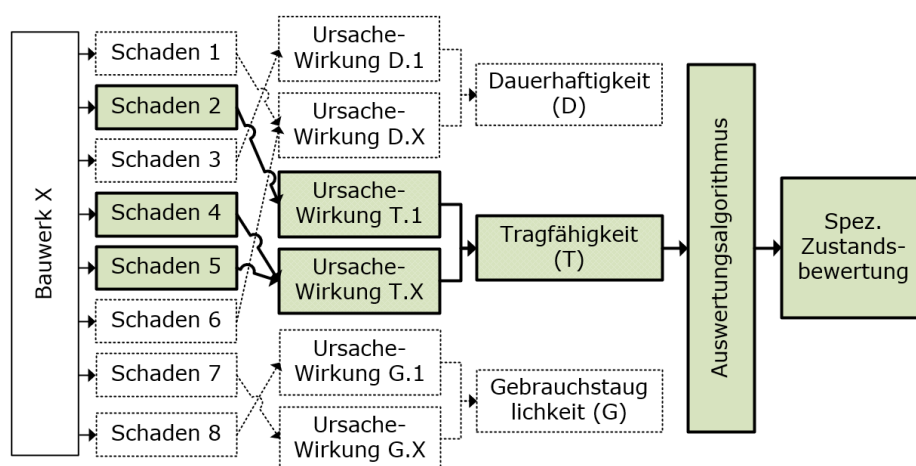 Bauwerk X
Schaden 1
Schaden 2
Schaden 3
Schaden 4
Schaden 5
Schaden 6
Schaden 7
Schaden 8
Ursache-
Wirkung D.1
Ursache-
Wirkung D.X
Ursache-
Wirkung T.1
Ursache-
Wirkung T.X
Ursache-
Wirkung G.1
Ursache-
Wirkung G.X
Dauerhaftigkeit
(D)
Tragfähigkeit
(T)
Gebrauchstaug
lichkeit (G)
Auswertungsalgorithmus
Spez.
Zustands-
bewertung